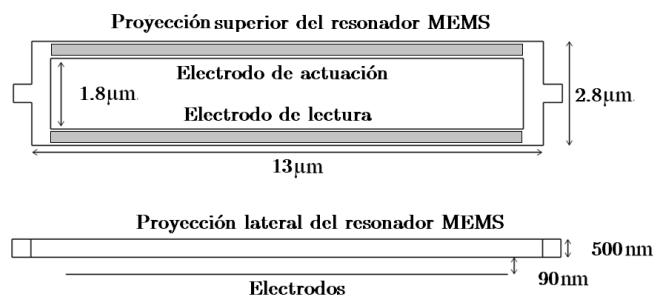 Proyección superior del resonador MEMS
Electrodo de actuación
1.8μm
Electrodo de lectura
2.8μm
13μm
Proyección lateral del resonador MEMS
500nm
90nm
Electrodos